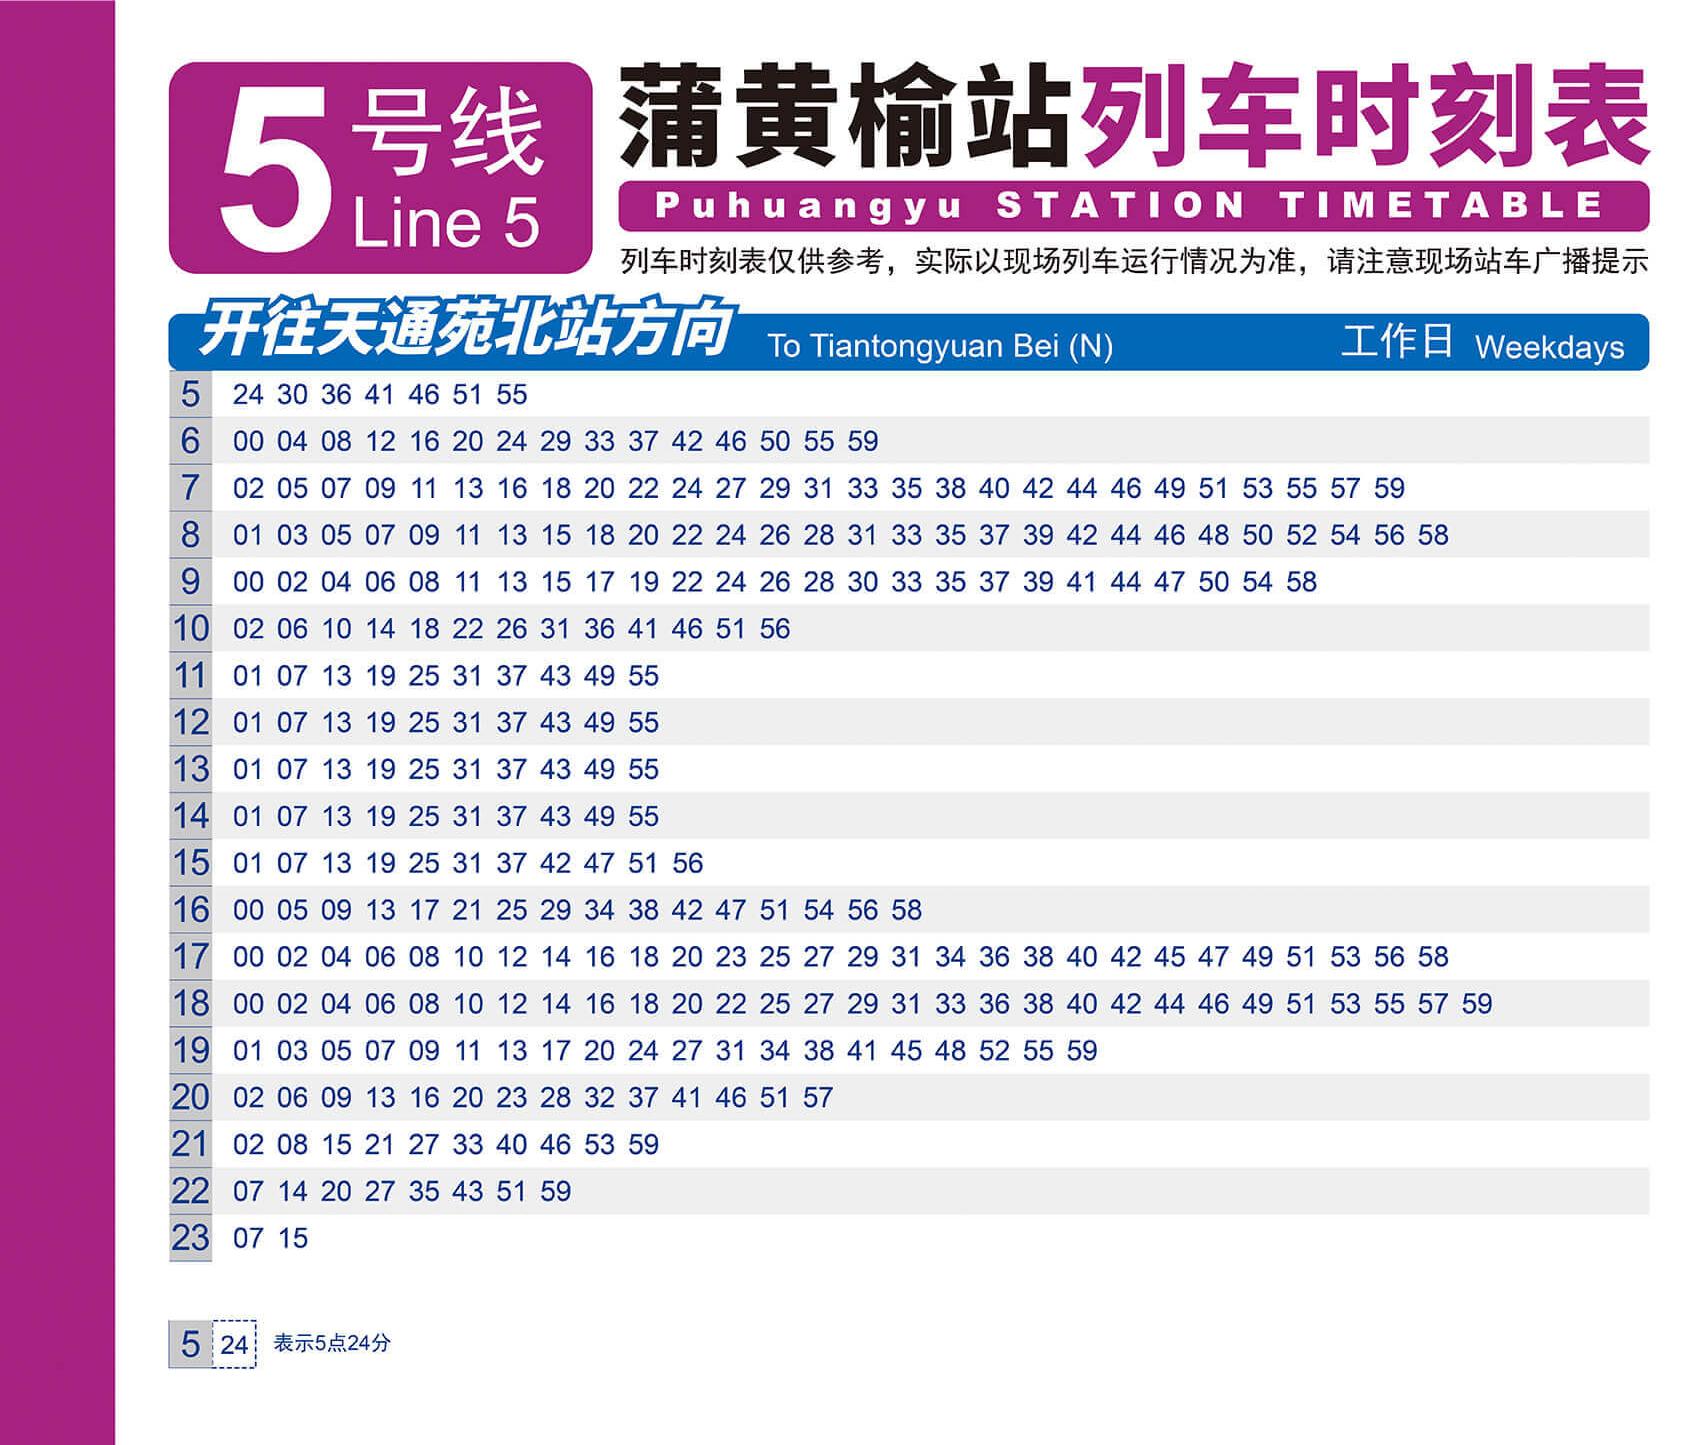 5号线
Line 5
蒲黄榆站列车时刻表
Puhuangyu STATION TIMETABLE
列车时刻表仅供参考，实际以现场列车运行情况为准，请注意现场站车广播提示
开往天通苑北站方向 To Tiantongyuan Bei (N) 工作日 Weekdays
5 24 30 36 41 46 51 55
6 00 04 08 12 16 20 24 29 33 37 42 46 50 55 59
7 02 05 07 09 11 13 16 18 20 22 24 27 29 31 33 35 38 40 42 44 46 49 51 53 55 57 59
8 01 03 05 07 09 11 13 15 18 20 22 24 26 28 31 33 35 37 39 42 44 46 48 50 52 54 56 58
9 00 02 04 06 08 11 13 15 17 19 22 24 26 28 30 33 35 37 39 41 44 47 50 54 58
10 02 06 10 14 18 22 26 31 36 41 46 51 56
11 01 07 13 19 25 31 37 43 49 55
12 01 07 13 19 25 31 37 43 49 55
13 01 07 13 19 25 31 37 43 49 55
14 01 07 13 19 25 31 37 43 49 55
15 01 07 13 19 25 31 37 42 47 51 56
16 00 05 09 13 17 21 25 29 34 38 42 47 51 54 56 58
17 00 02 04 06 08 10 12 14 16 18 20 23 25 27 29 31 34 36 38 40 42 45 47 49 51 53 56 58
18 00 02 04 06 08 10 12 14 16 18 20 22 25 27 29 31 33 36 38 40 42 44 46 49 51 53 55 57 59
19 01 03 05 07 09 11 13 17 20 24 27 31 34 38 41 45 48 52 55 59
20 02 06 09 13 16 20 23 28 32 37 41 46 51 57
21 02 08 15 21 27 33 40 46 53 59
22 07 14 20 27 35 43 51 59
23 07 15
5 24 表示5点24分